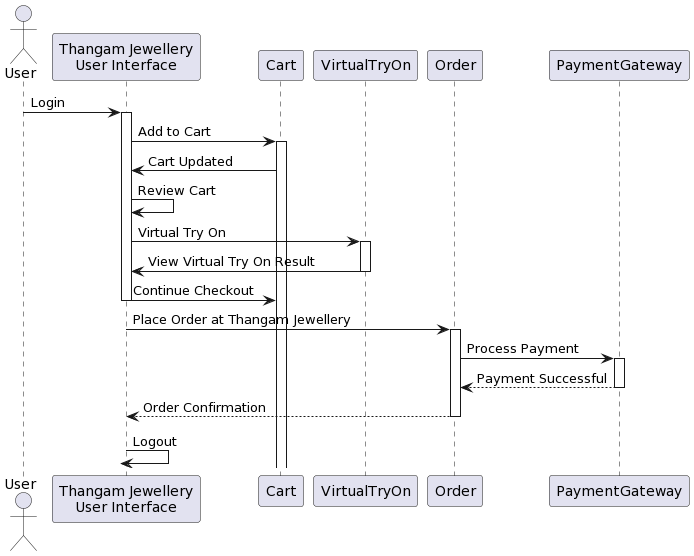 User
Thangam Jewellery
User Interface
Cart
VirtualTryOn
Order
PaymentGateway
Login
Add to Cart
Cart Updated
Review Cart
Virtual Try On
View Virtual Try On Result
Continue Checkout
Place Order at Thangam Jewellery
Process Payment
Payment Successful
Order Confirmation
Logout
User
Thangam Jewellery
User Interface
Cart
VirtualTryOn
Order
PaymentGateway